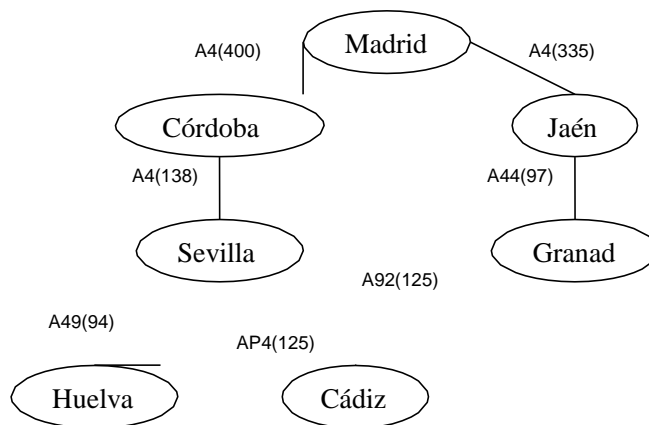 Madrid
A4(400)
A4(335)
Córdoba
Jaén
A4(138)
A44(97)
Sevilla
Granad
A92(125)
A49(94)
AP4(125)
Huelva
Cádiz